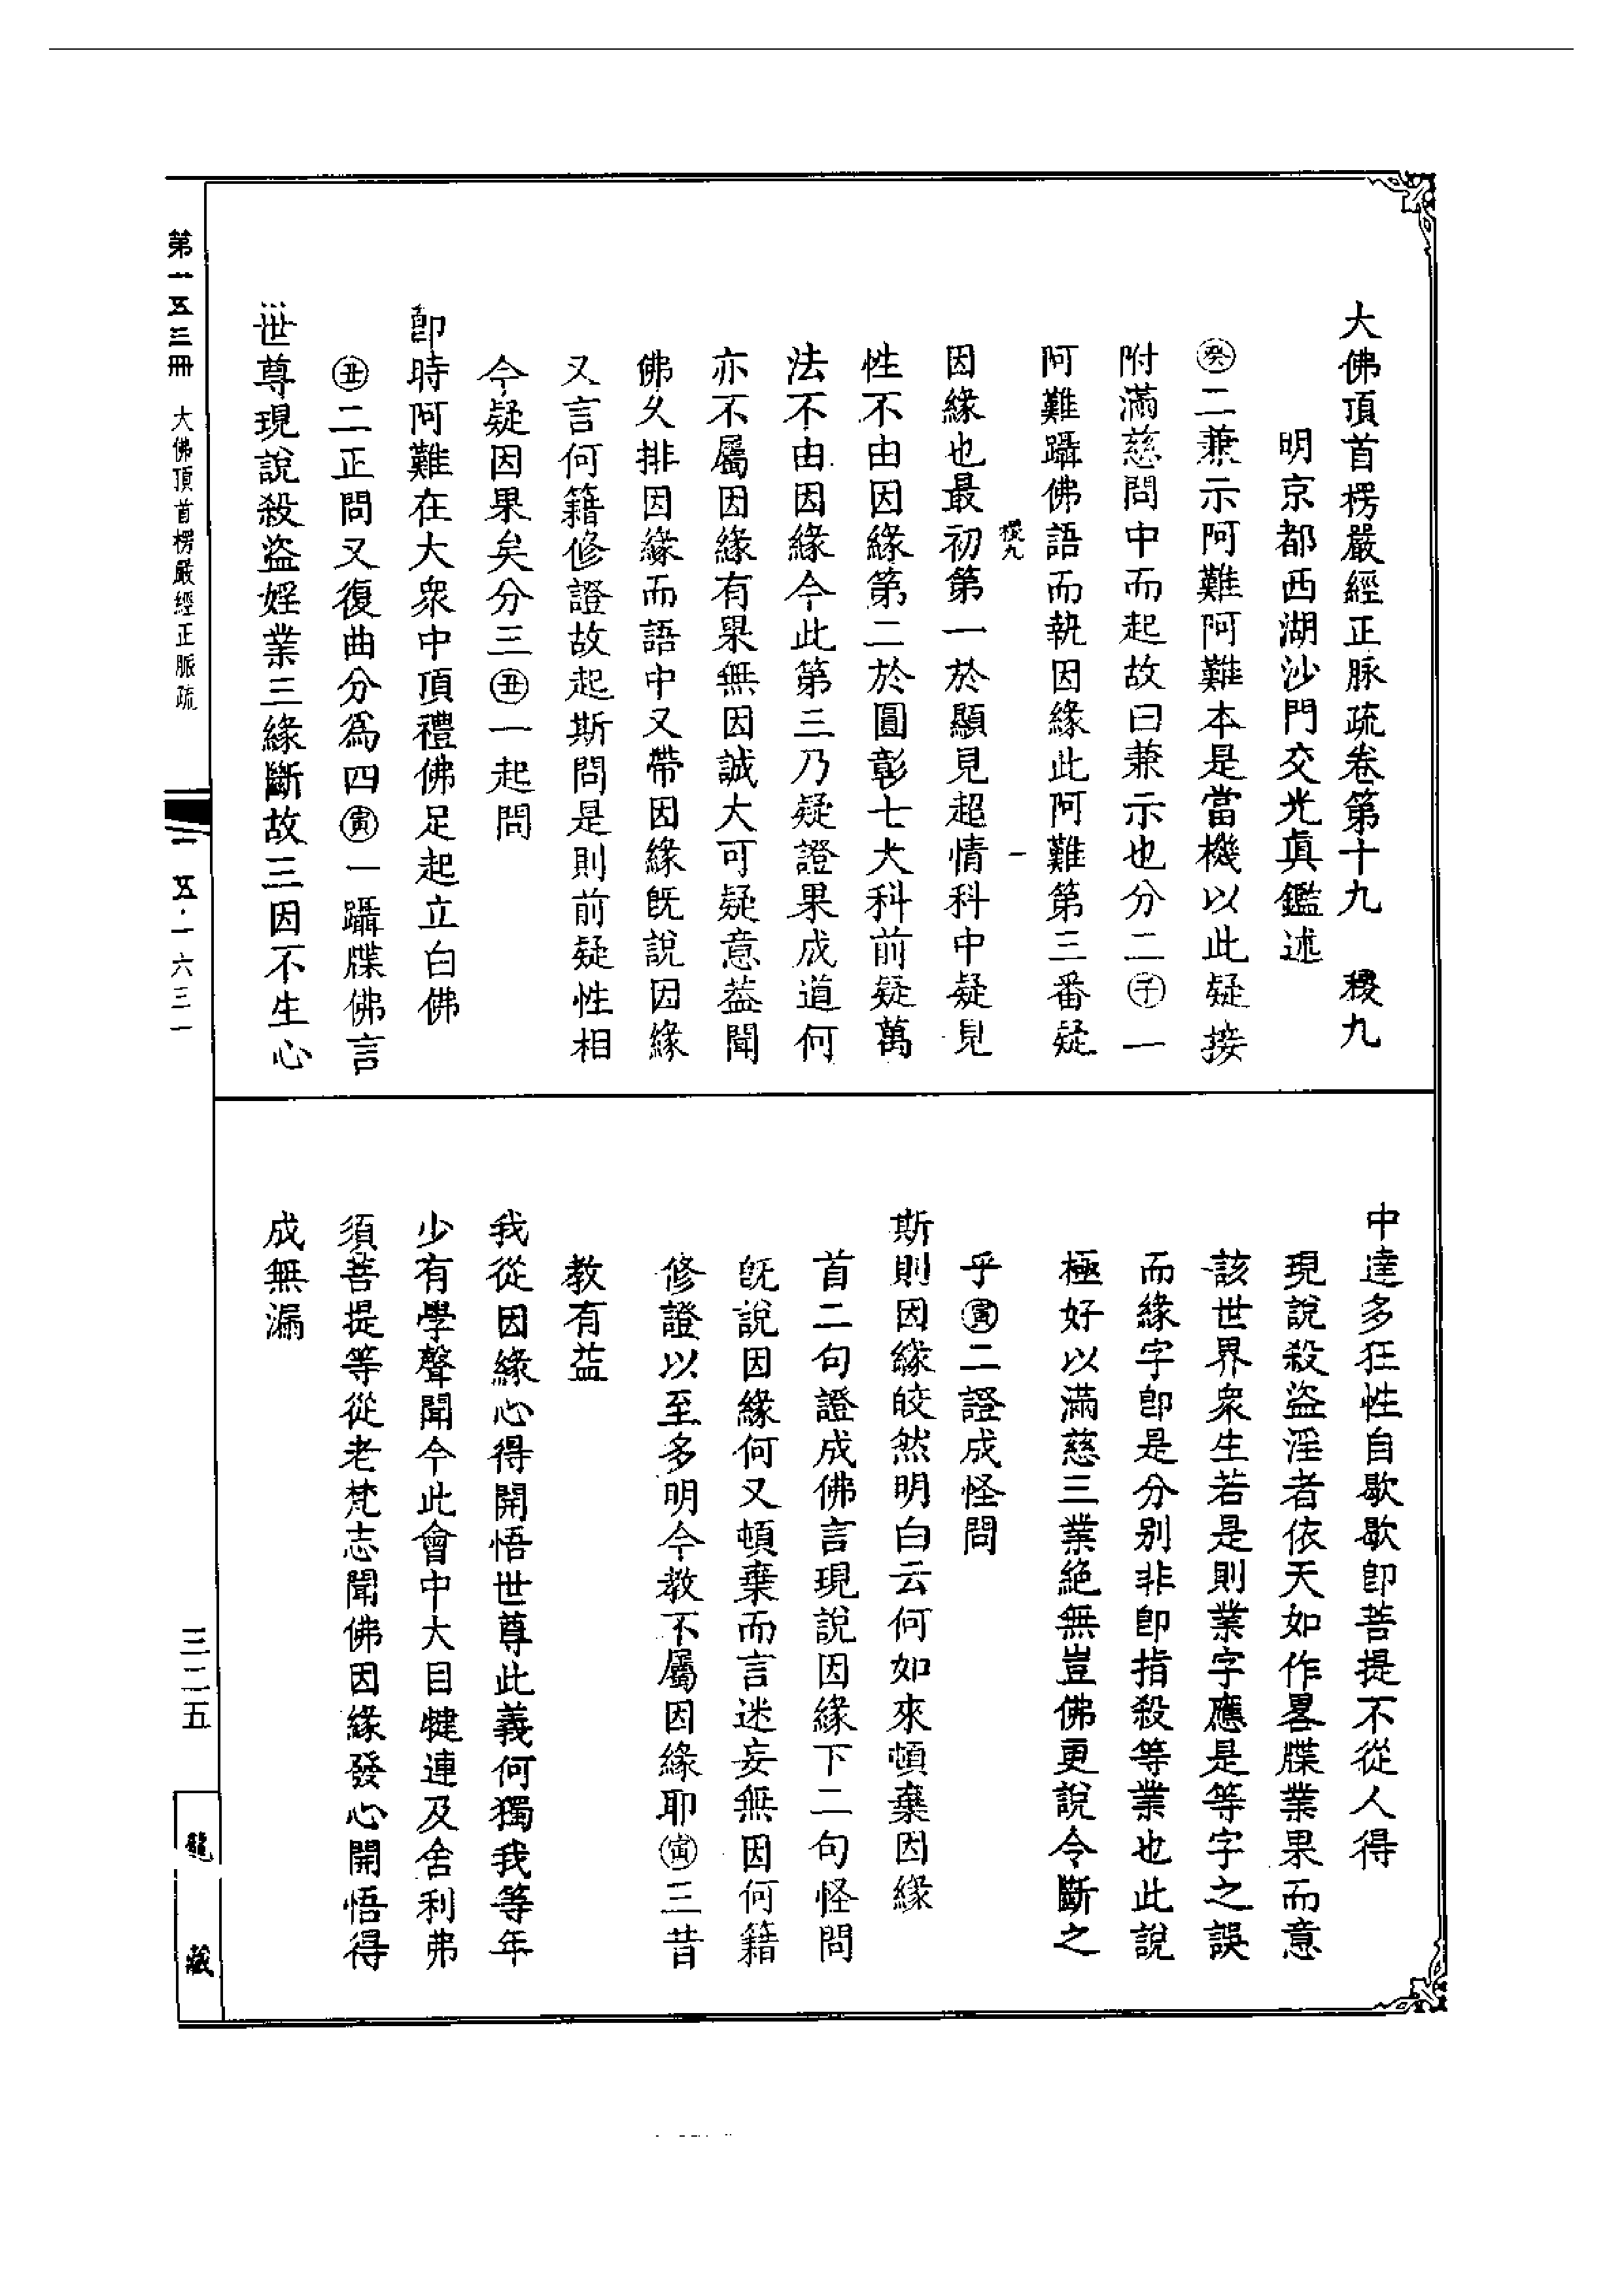 大佛頂首楞嚴經正脉疏卷第十九　稷九
明京都西湖沙門交光眞鑑述
㊌二兼示阿難阿難本是當機以此疑接
附滿慈問中而起故曰兼示也分二㊉一
阿難躡佛語而執因緣此阿難第三番疑
稷九　一
因緣也最初第一於顯見超情科中疑見
性不由因緣第二於圓彰七大科前疑萬
法不由因緣今此第三乃疑證果成道何
亦不屬因緣有果無因誠大可疑意葢聞
佛久排因緣而語中又帶因緣旣說因緣
又言何籍修證故起斯問是則前疑性相
今疑因果矣分三丑一起問
卽時阿難在大衆中頂禮佛足起立白佛
丑二正問又復曲分爲四寅一躡牒佛言
世尊現說殺盜婬業三緣斷故三因不生心
中達多狂性自歇歇卽菩提不從人得
現說殺盜淫者依天如作畧牒業果而意
該世界衆生若是則業字應是等字之誤
而緣字卽是分別非卽指殺等業也此說
極好以滿慈三業絶無豈佛更說令斷之
乎寅二證成怪問
斯則因緣皎然明白云何如來頓棄因緣
首二句證成佛言現說因緣下二句怪問
旣說因緣何又頓棄而言迷妄無因何籍
修證以至多明今教不屬因緣耶寅三昔
教有益
我從因緣心得開悟世尊此義何獨我等年
少有學聲聞今此會中大目犍連及舍利弗
須菩提等從老梵志聞佛因緣發心開悟得
成無漏
第一五三冊　大佛頂首楞嚴經正脈疏
一五·一六三一
三二五
龍藏